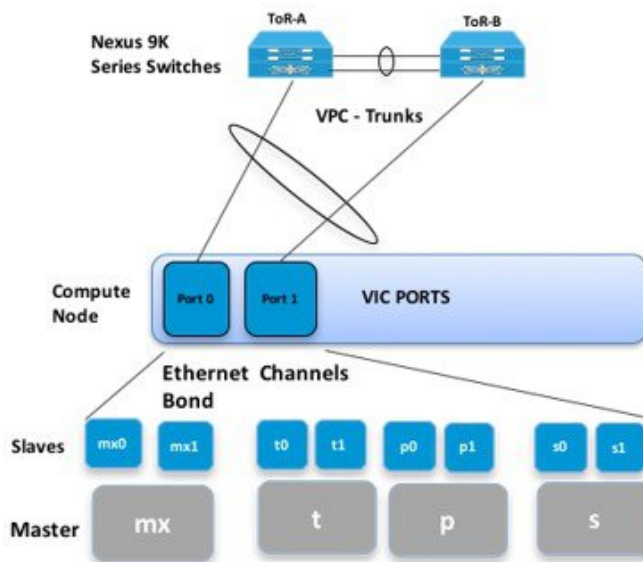 ToR-A
ToR-B
Nexus 9K
Series Switches
VPC - Trunks
Compute
Node
Port 0
Port 1
VIC PORTS
Ethernet Channels
Bond
Slaves
mx0
mx1
t0
t1
p0
p1
s0
s1
Master
mx
t
p
s